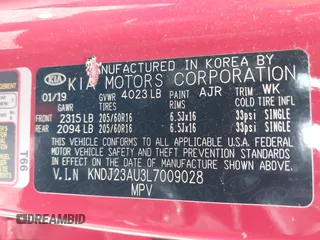 MANUFACTURED IN KOREA BY
KIA KIA MOTORS CORPORATION
01/19 GVWR 4023 LB PAINT AJR TRIM WK
GAWR TIRES RIMS COLD TIRE INFL
FRONT 2315 LB 205/60R16 6.5JX16 33psi SINGLE
REAR 2094 LB 205/60R16 6.5JX16 33psi SINGLE
THIS VEHICLE CONFORMS TO ALL APPLICABLE
U.S FEDERAL MOTOR VEHICLE SAFETY, BUMPER,
AND THEFT PREVENTION STANDARDS IN EFFECT ON
THE DATE OF MANUFACTURE SHOWN ABOVE.
V.I.N KNDJ23AU3L7009028
MPV
T66
DREAMBID